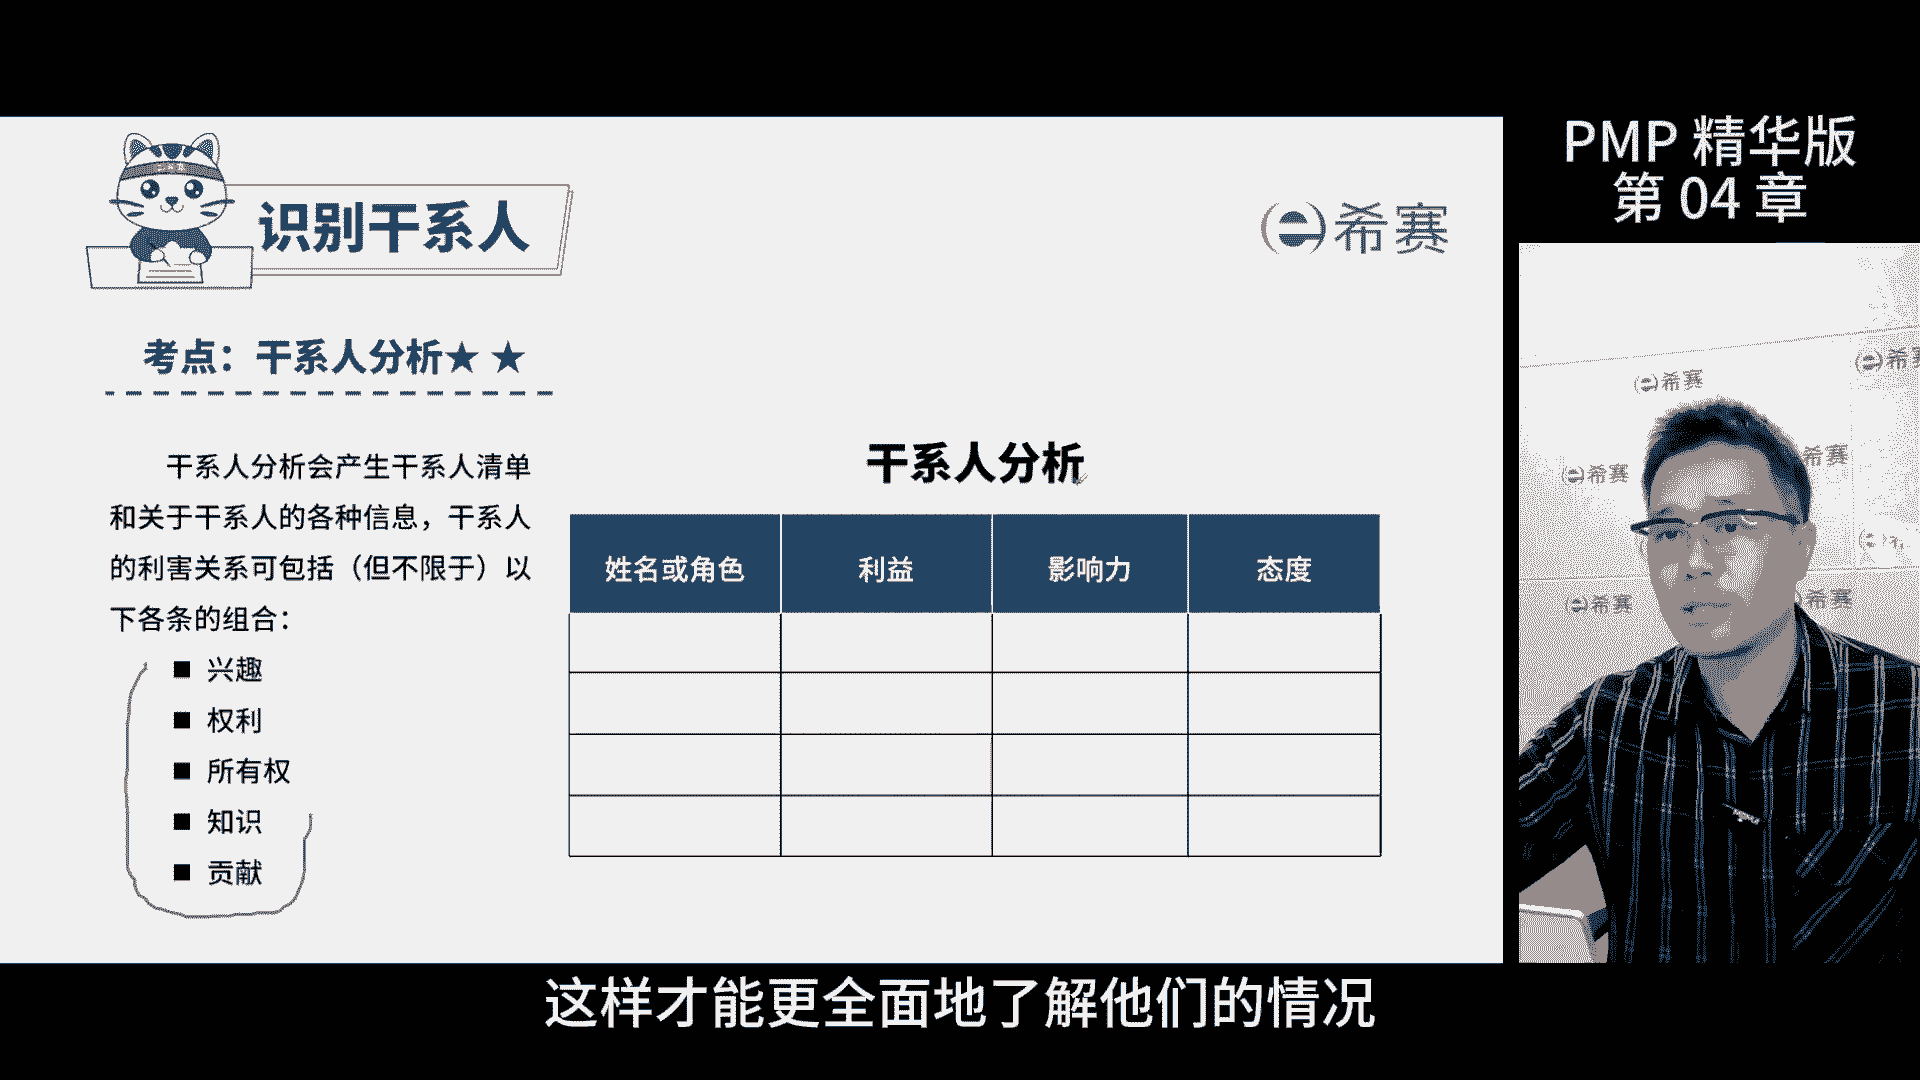 PMP 精华版
第 04 章
识别干系人
e希赛
考点：干系人分析★ ★
干系人分析会产生干系人清单
和关于干系人的各种信息，干系人
的利害关系可包括（但不限于）以
下各条的组合：
■ 兴趣
■ 权利
■ 所有权
■ 知识
■ 贡献
干系人分析
姓名或角色 利益 影响力 态度
e希赛
e希赛
e希赛
希赛
e希赛
希赛
这样才能更全面地了解他们的情况